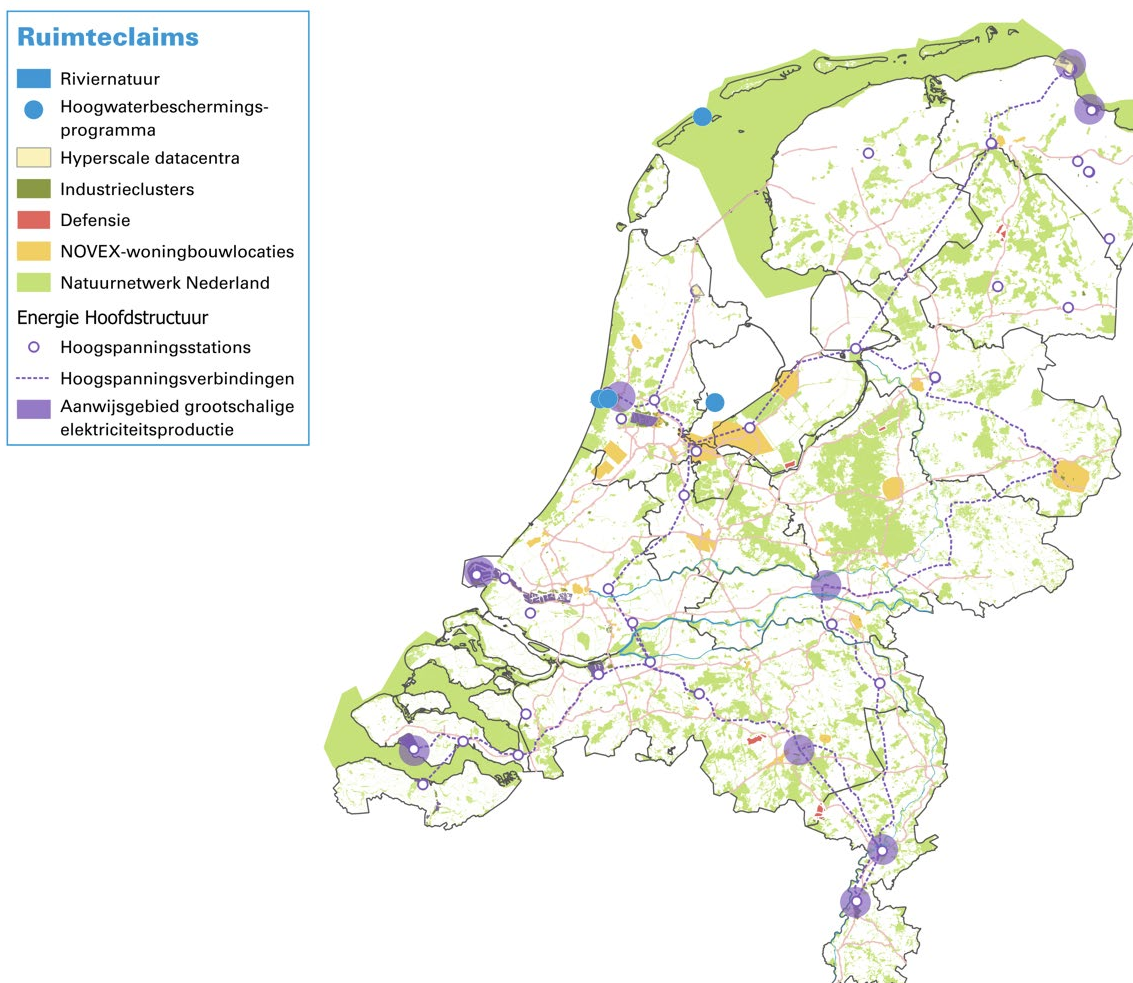 Ruimteclaims
Riviernatuur
Hoogwaterbeschermings-
programma
Hyperscale datacentra
Industrieclusters
Defensie
NOVEX-woningbouwlocaties
Natuurnetwerk Nederland
Energie Hoofdstructuur
Hoogspanningsstations
Hoogspanningsverbindingen
Aanwijsgebied grootschalige
elektriciteitsproductie